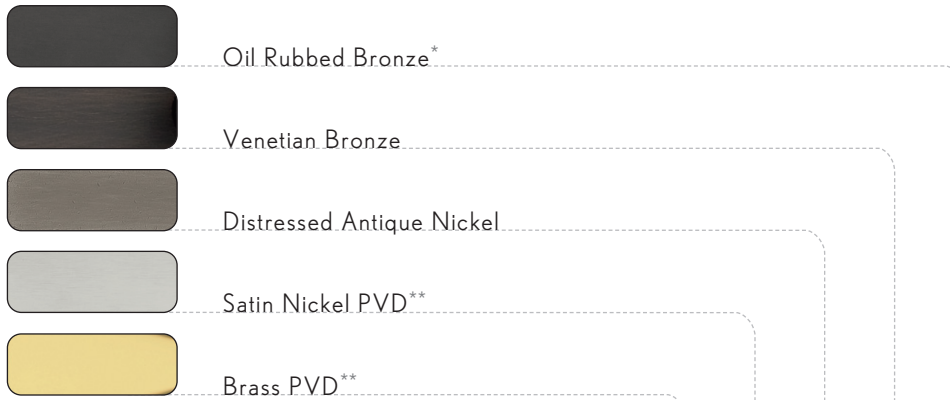 Oil Rubbed Bronze*
Venetian Bronze
Distressed Antique Nickel
Satin Nickel PVD**
Brass PVD**